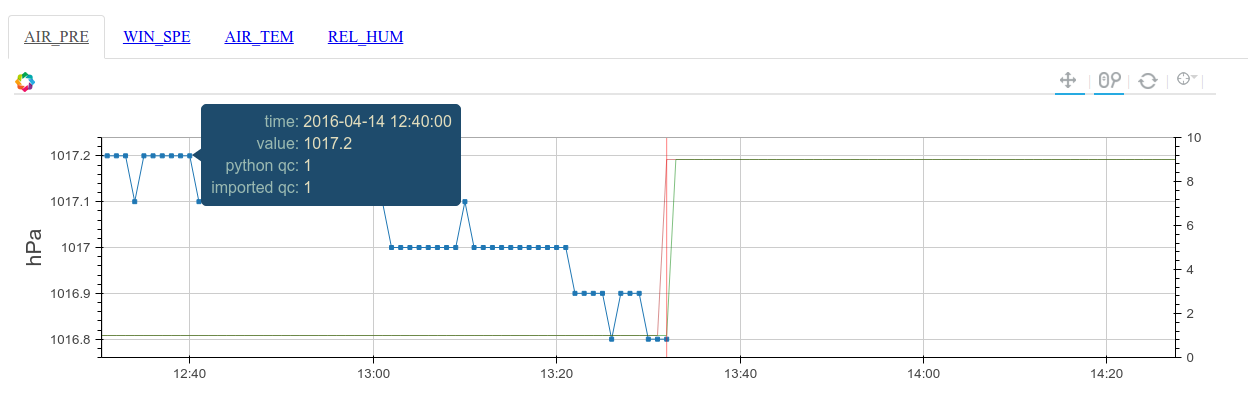 AIR_PRE WIN_SPE AIR_TEM REL_HUM
time: 2016-04-14 12:40:00
value: 1017.2
python qc: 1
imported qc: 1
hPa
1017.2
1017.1
1017
1016.9
1016.8
10
8
6
4
2
0
12:40 13:00 13:20 13:40 14:00 14:20